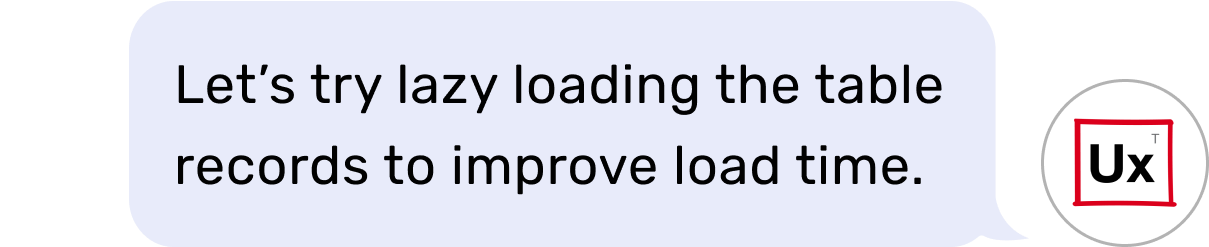 Let’s try lazy loading the table
records to improve load time.
Ux T